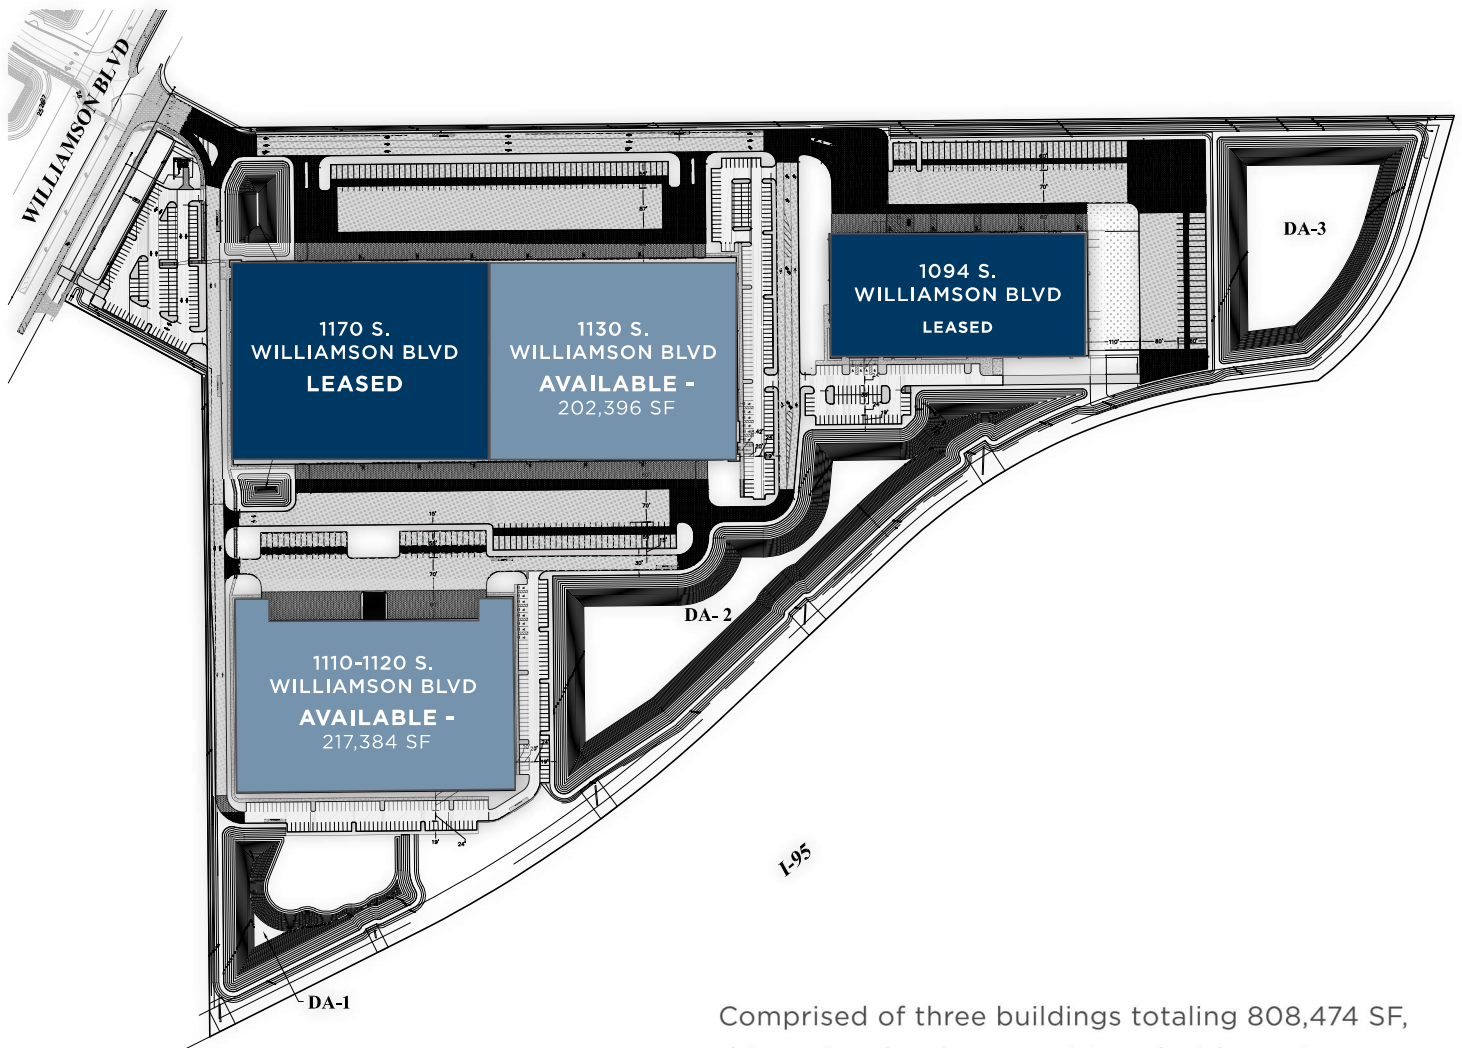 WILLIAMSON BLVD
DA-3
1094 S.
WILLIAMSON BLVD
LEASED
1170 S.
WILLIAMSON BLVD
LEASED
1130 S.
WILLIAMSON BLVD
AVAILABLE -
202,396 SF
DA- 2
1110-1120 S.
WILLIAMSON BLVD
AVAILABLE -
217,384 SF
I-95
DA-1
Comprised of three buildings totaling 808,474 SF,